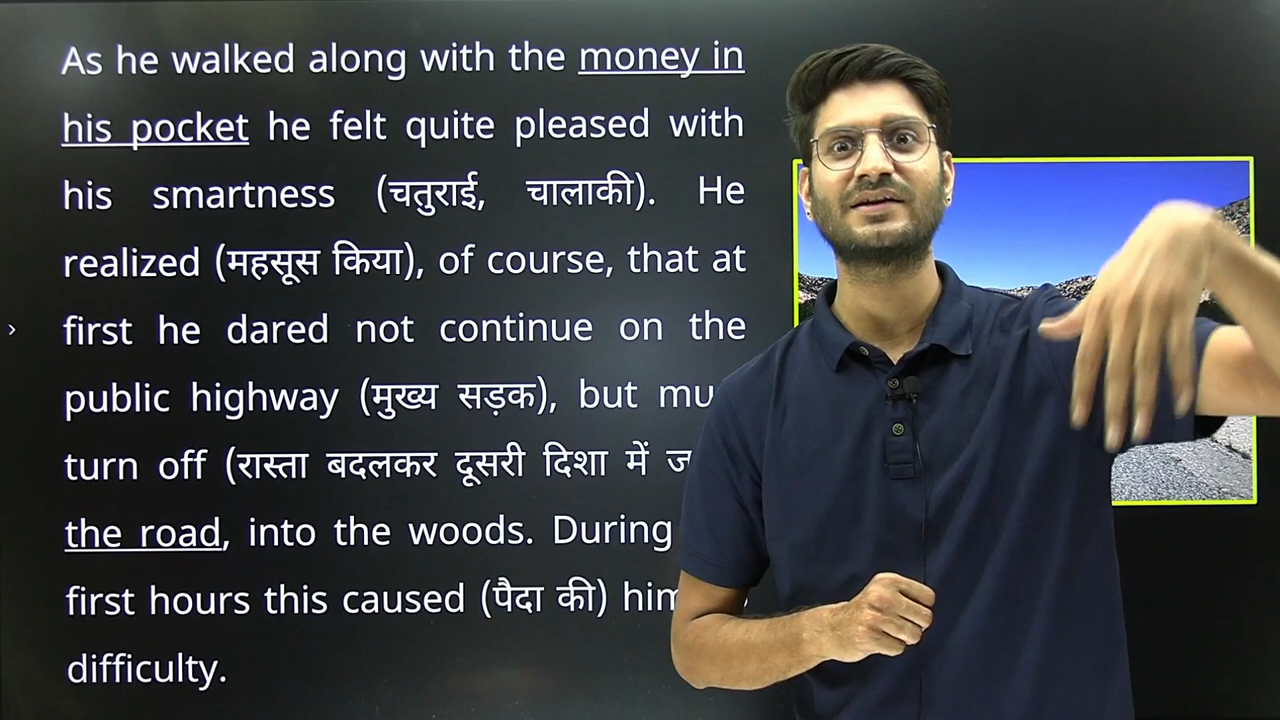 As he walked along with the money in
his pocket he felt quite pleased with
his smartness (चतुराई, चालाकी). He
realized (महसूस किया), of course, that at
first he dared not continue on the
public highway (मुख्य सड़क), but
turn off (रास्ता बदलकर दूसरी दिशा में
the road, into the woods. During
first hours this caused (पैदा की)
difficulty.